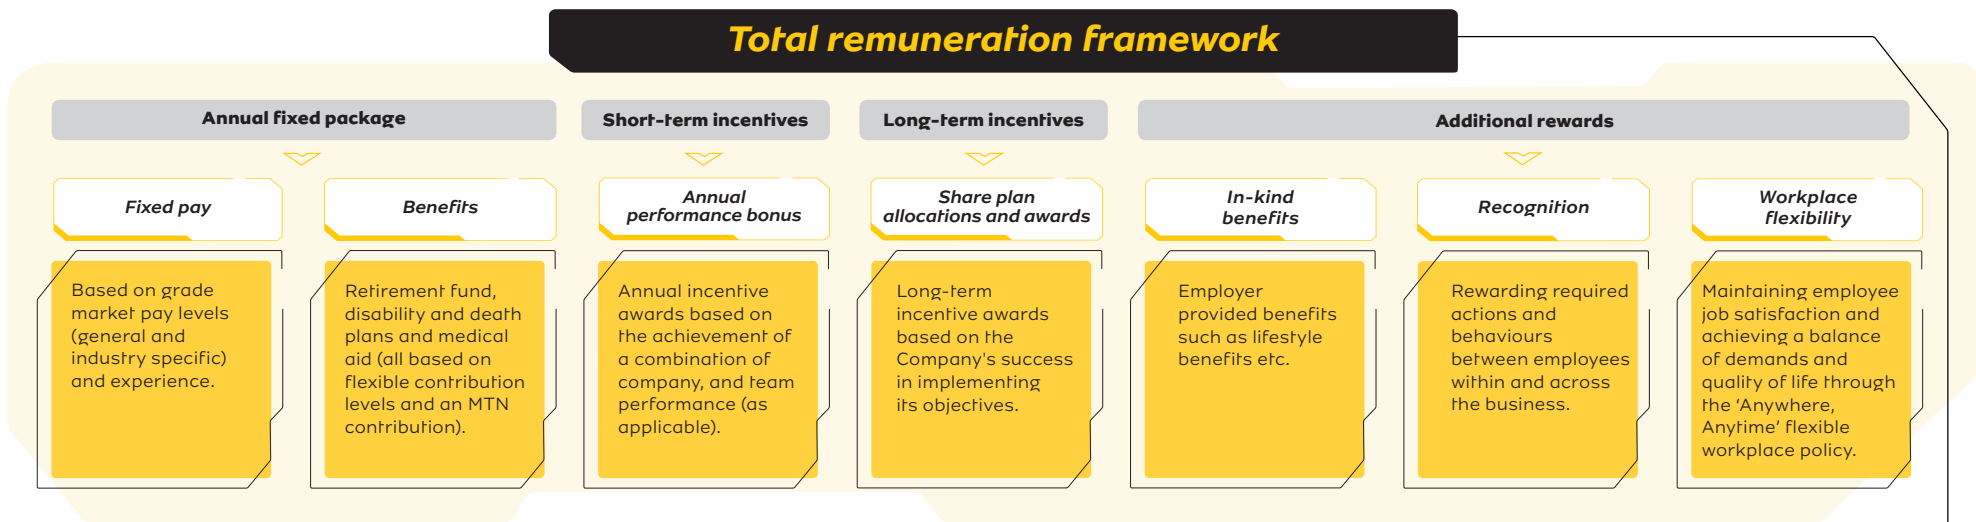 Total remuneration framework
Annual fixed package
Short-term incentives
Long-term incentives
Additional rewards
Fixed pay
Based on grade
market pay levels
(general and
industry specific)
and experience.
Benefits
Retirement fund,
disability and death
plans and medical
aid (all based on
flexible contribution
levels and an MTN
contribution).
Annual
performance bonus
Annual incentive
awards based on
the achievement of
a combination of
company, and team
performance (as
applicable).
Share plan
allocations and awards
Long-term
incentive awards
based on the
Company's success
in implementing
its objectives.
In-kind
benefits
Employer
provided benefits
such as lifestyle
benefits etc.
Recognition
Rewarding required
actions and
behaviours
between employees
within and across
the business.
Workplace
flexibility
Maintaining employee
job satisfaction and
achieving a balance
of demands and
quality of life through
the ‘Anywhere,
Anytime’ flexible
workplace policy.